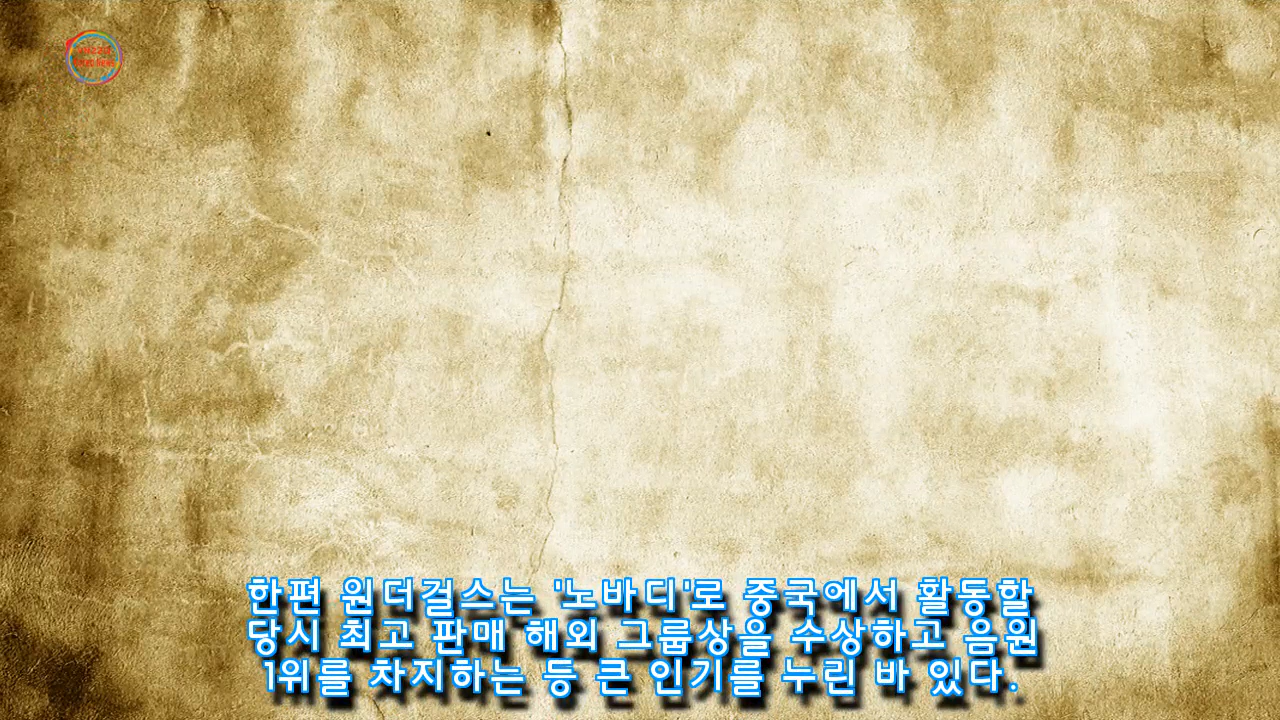 한편 원더걸스는 '노바디'로 중국에서 활동할
당시 최고 판매 해외 그룹상을 수상하고 음원
1위를 차지하는 등 큰 인기를 누린 바 있다.